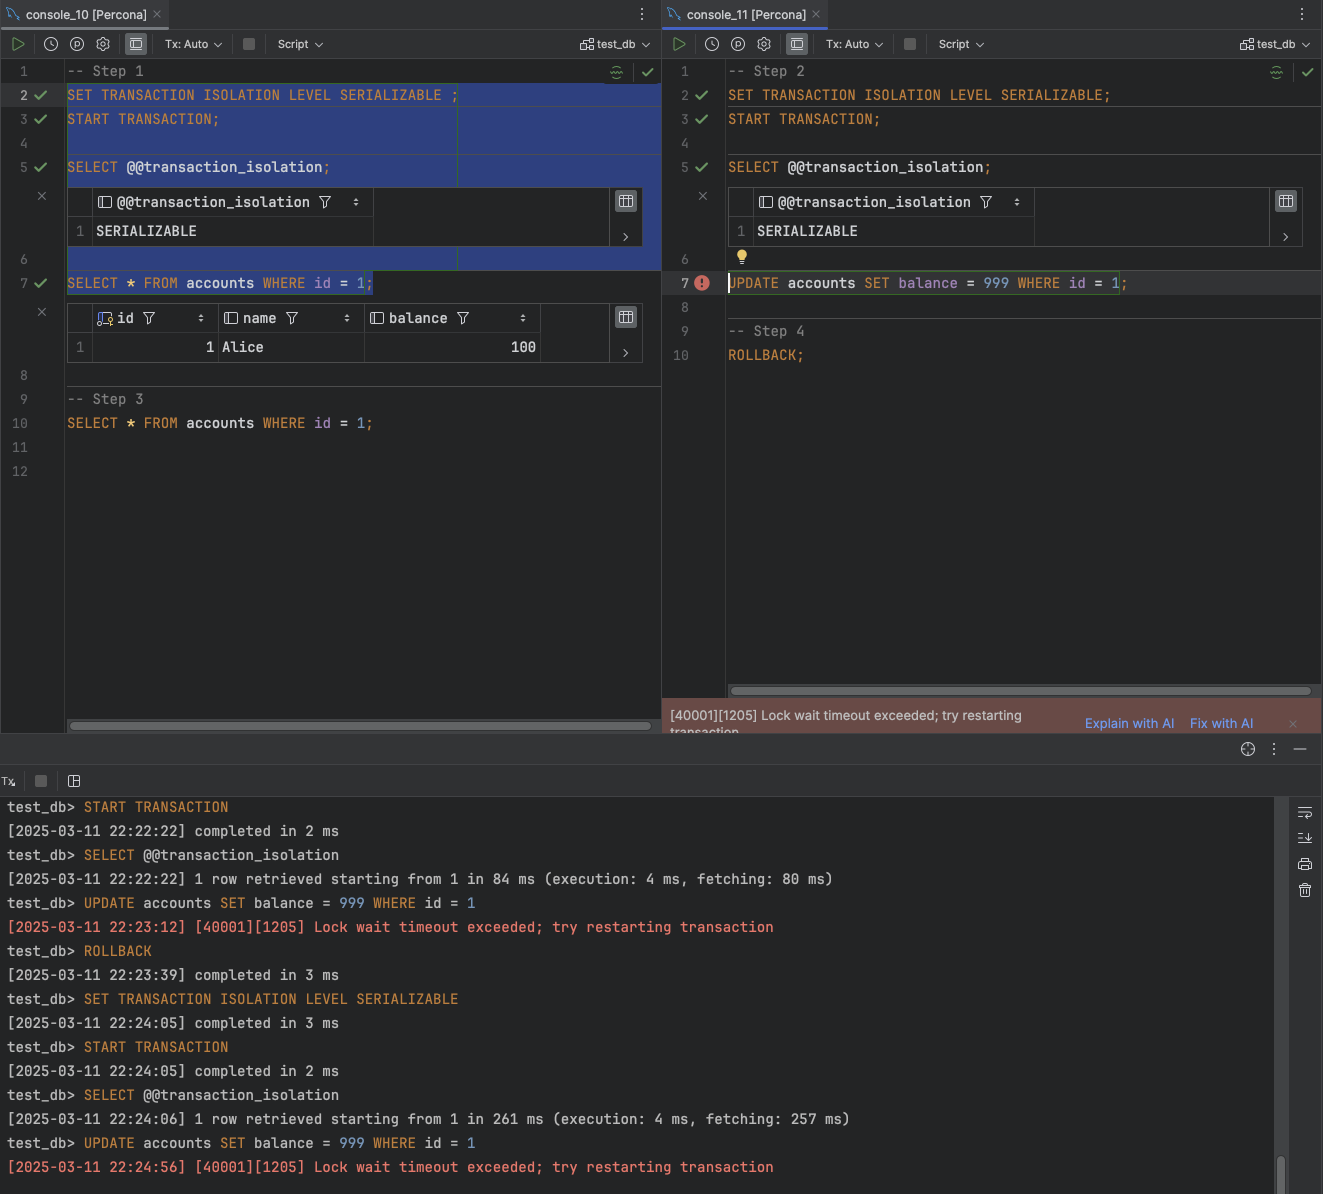 console_10 [Percona]
Tx: Auto
Script
test_db
1 -- Step 1
2 SET TRANSACTION ISOLATION LEVEL SERIALIZABLE ;
3 START TRANSACTION;
4
5 SELECT @@transaction_isolation;
@@transaction_isolation
1 SERIALIZABLE
6
7 SELECT * FROM accounts WHERE id = 1;
id name balance
1 1 Alice 100
8
9 -- Step 3
10 SELECT * FROM accounts WHERE id = 1;
11
12
console_11 [Percona]
Tx: Auto
Script
test_db
1 -- Step 2
2 SET TRANSACTION ISOLATION LEVEL SERIALIZABLE;
3 START TRANSACTION;
4
5 SELECT @@transaction_isolation;
@@transaction_isolation
1 SERIALIZABLE
6
7 UPDATE accounts SET balance = 999 WHERE id = 1;
8
9 -- Step 4
10 ROLLBACK;
[40001][1205] Lock wait timeout exceeded; try restarting
transaction
Explain with AI Fix with AI
Tx
test_db> START TRANSACTION
[2025-03-11 22:22:22] completed in 2 ms
test_db> SELECT @@transaction_isolation
[2025-03-11 22:22:22] 1 row retrieved starting from 1 in 84 ms (execution: 4 ms, fetching: 80 ms)
test_db> UPDATE accounts SET balance = 999 WHERE id = 1
[2025-03-11 22:23:12] [40001][1205] Lock wait timeout exceeded; try restarting transaction
test_db> ROLLBACK
[2025-03-11 22:23:39] completed in 3 ms
test_db> SET TRANSACTION ISOLATION LEVEL SERIALIZABLE
[2025-03-11 22:24:05] completed in 3 ms
test_db> START TRANSACTION
[2025-03-11 22:24:05] completed in 2 ms
test_db> SELECT @@transaction_isolation
[2025-03-11 22:24:06] 1 row retrieved starting from 1 in 261 ms (execution: 4 ms, fetching: 257 ms)
test_db> UPDATE accounts SET balance = 999 WHERE id = 1
[2025-03-11 22:24:56] [40001][1205] Lock wait timeout exceeded; try restarting transaction